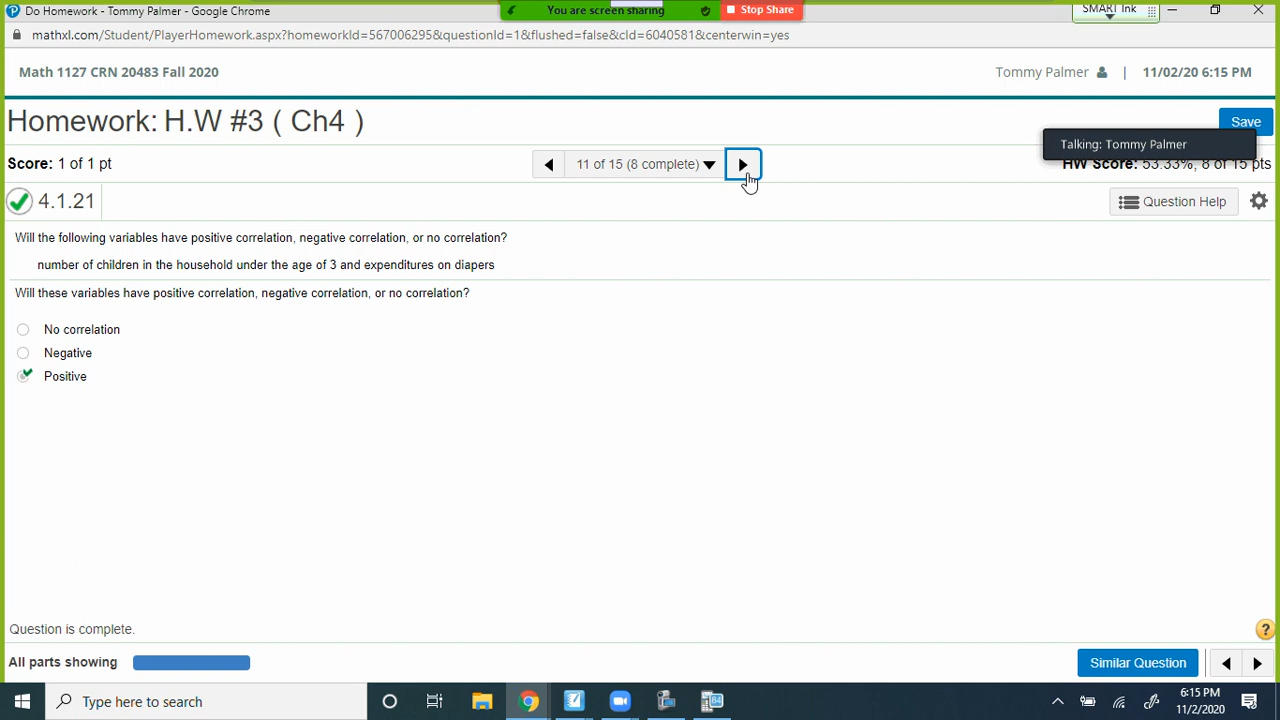 Do Homework - Tommy Palmer - Google Chrome
You are screen sharing
Stop Share
SMART Ink
mathxl.com/Student/PlayerHomework.aspx?homeworkId=567006295&questionId=1&flushed=false&cId=6040581&centerwin=yes
Math 1127 CRN 20483 Fall 2020
Tommy Palmer | 11/02/20 6:15 PM
Homework: H.W #3 ( Ch4 )
Save
Talking: Tommy Palmer
Score: 1 of 1 pt
11 of 15 (8 complete)
HW Score: 53.33%, 8 of 15 pts
4.1.21
Question Help
Will the following variables have positive correlation, negative correlation, or no correlation?
number of children in the household under the age of 3 and expenditures on diapers
Will these variables have positive correlation, negative correlation, or no correlation?
No correlation
Negative
Positive
Question is complete.
?
All parts showing
Similar Question
Type here to search
6:15 PM
11/2/2020